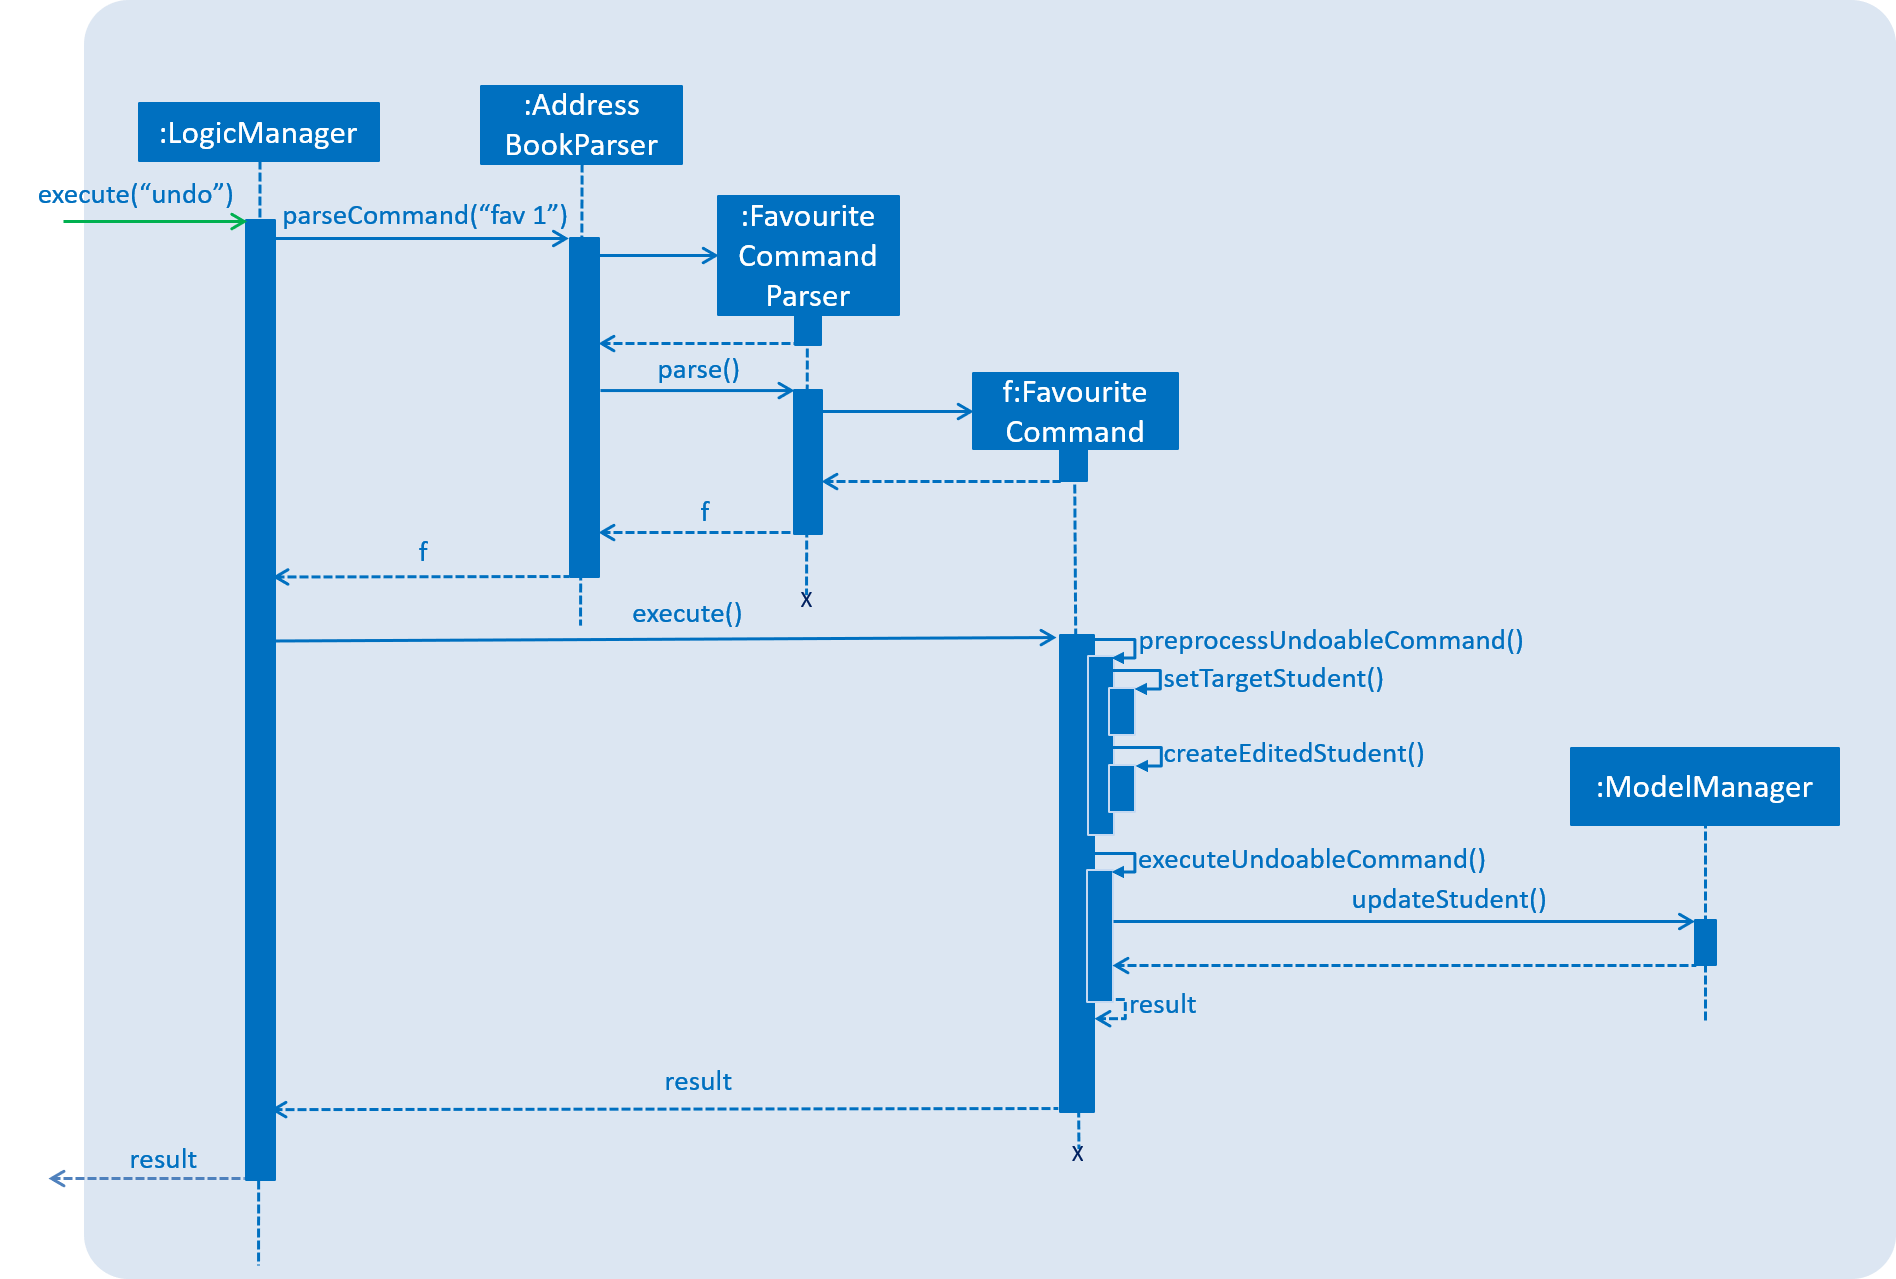 :LogicManager
:Address
BookParser
execute(“undo”)
parseCommand(“fav 1”)
:Favourite
Command
Parser
parse()
f:Favourite
Command
f
f
X
execute()
preprocessUndoableCommand()
setTargetStudent()
createEditedStudent()
:ModelManager
executeUndoableCommand()
updateStudent()
result
result
X
result